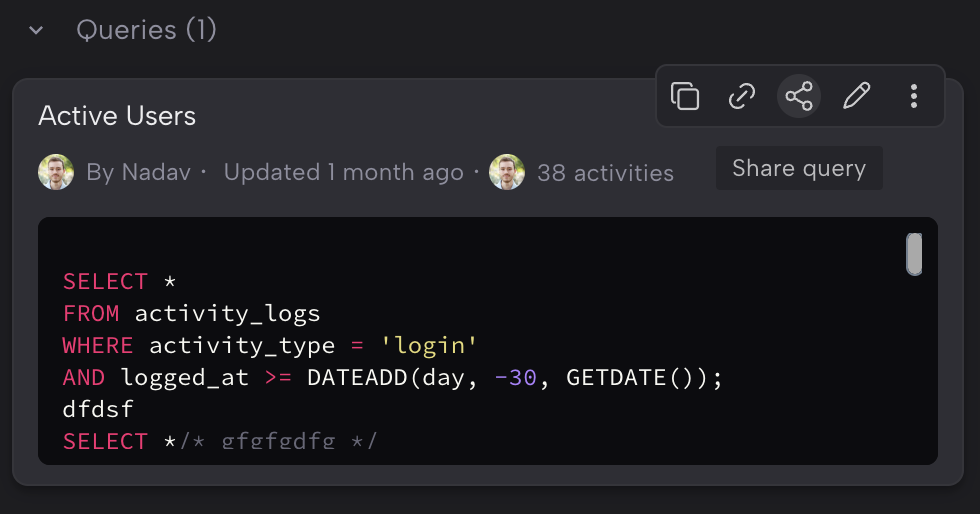 Queries (1)
Active Users
By Nadav · Updated 1 month ago · 38 activities
Share query
SELECT *
FROM activity_logs
WHERE activity_type = 'login'
AND logged_at >= DATEADD(day, -30, GETDATE());
dfdsf
SELECT */* gfgfgdfg */